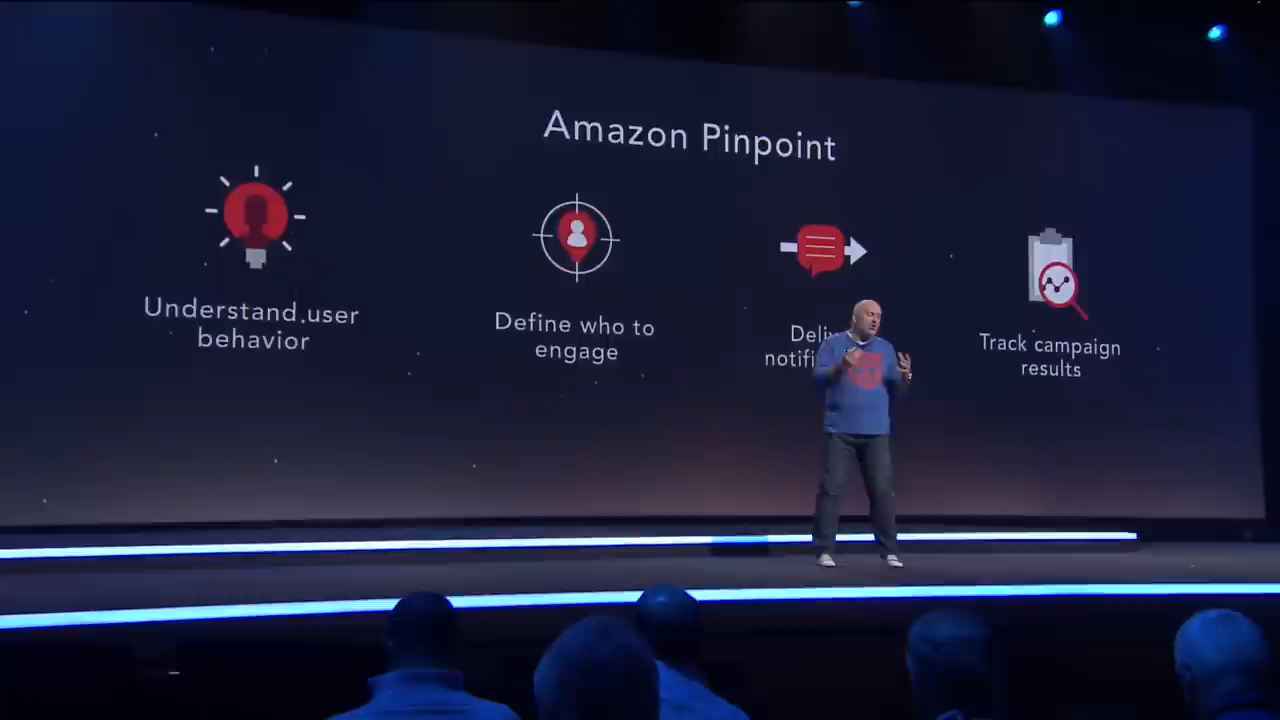 Amazon Pinpoint
Understand user
behavior
Define who to
engage
Track campaign
results